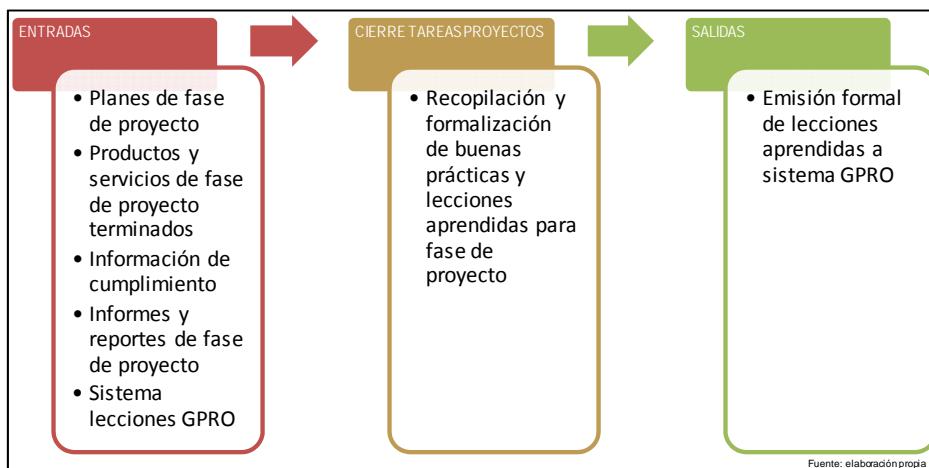 ENTRADAS
• Planes de fase
de proyecto
• Productos y
servicios de fase
de proyecto
terminados
• Información de
cumplimiento
• Informes y
reportes de fase
de proyecto
• Sistema
lecciones GPRO
CIERRE TAREAS PROYECTOS
• Recopilación y
formalización
de buenas
prácticas y
lecciones
aprendidas para
fase de
proyecto
SALIDAS
• Emisión formal
de lecciones
aprendidas a
sistema GPRO
Fuente: elaboración propia